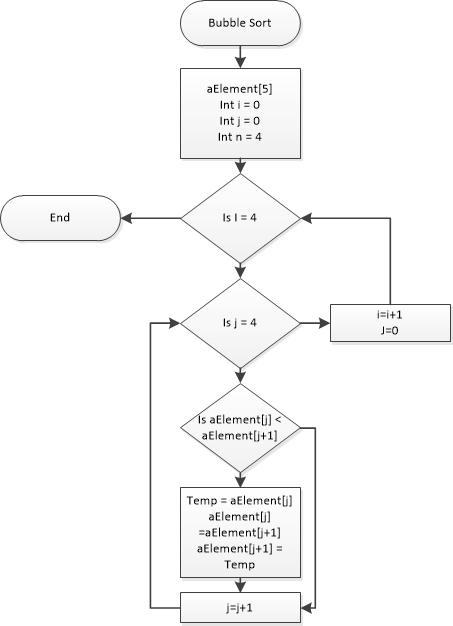 Bubble Sort
aElement[5]
Int i = 0
Int j = 0
Int n = 4
Is I = 4
End
Is j = 4
i=i+1
J=0
Is aElement[j] <
aElement[j+1]
Temp = aElement[j]
aElement[j]
=aElement[j+1]
aElement[j+1] =
Temp
j=j+1